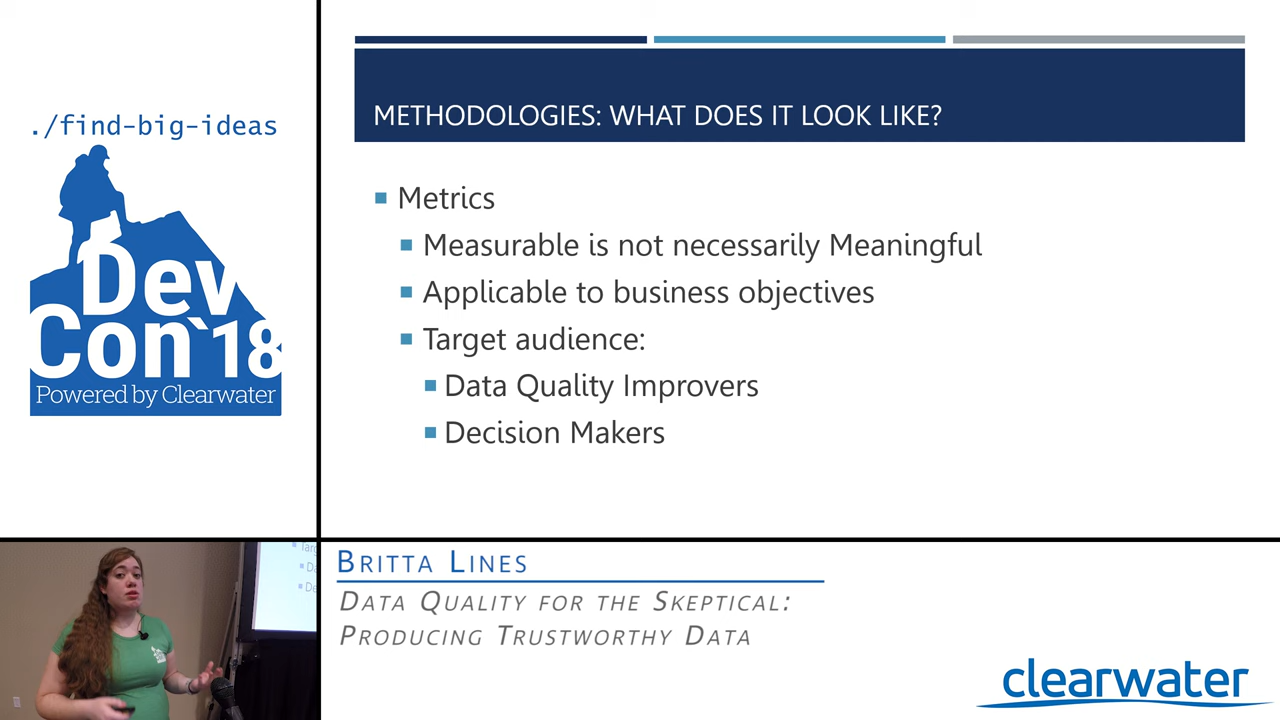 ./find-big-ideas
Dev
Con`18
Powered by Clearwater
METHODOLOGIES: WHAT DOES IT LOOK LIKE?
Metrics
Measurable is not necessarily Meaningful
Applicable to business objectives
Target audience:
Data Quality Improvers
Decision Makers
BRITTA LINES
DATA QUALITY FOR THE SKEPTICAL:
PRODUCING TRUSTWORTHY DATA
clearwater